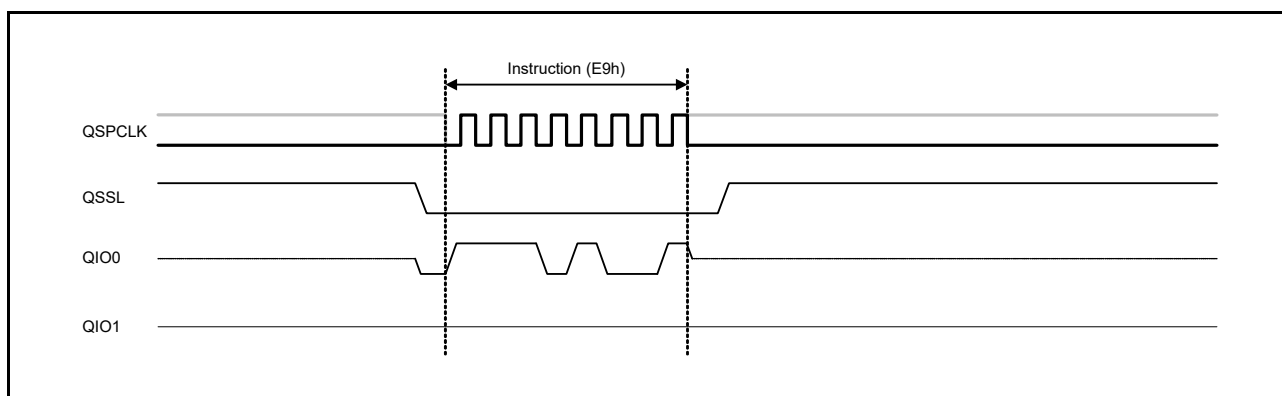 Instruction (E9h)
QSPCLK
QSSL
QIO0
QIO1